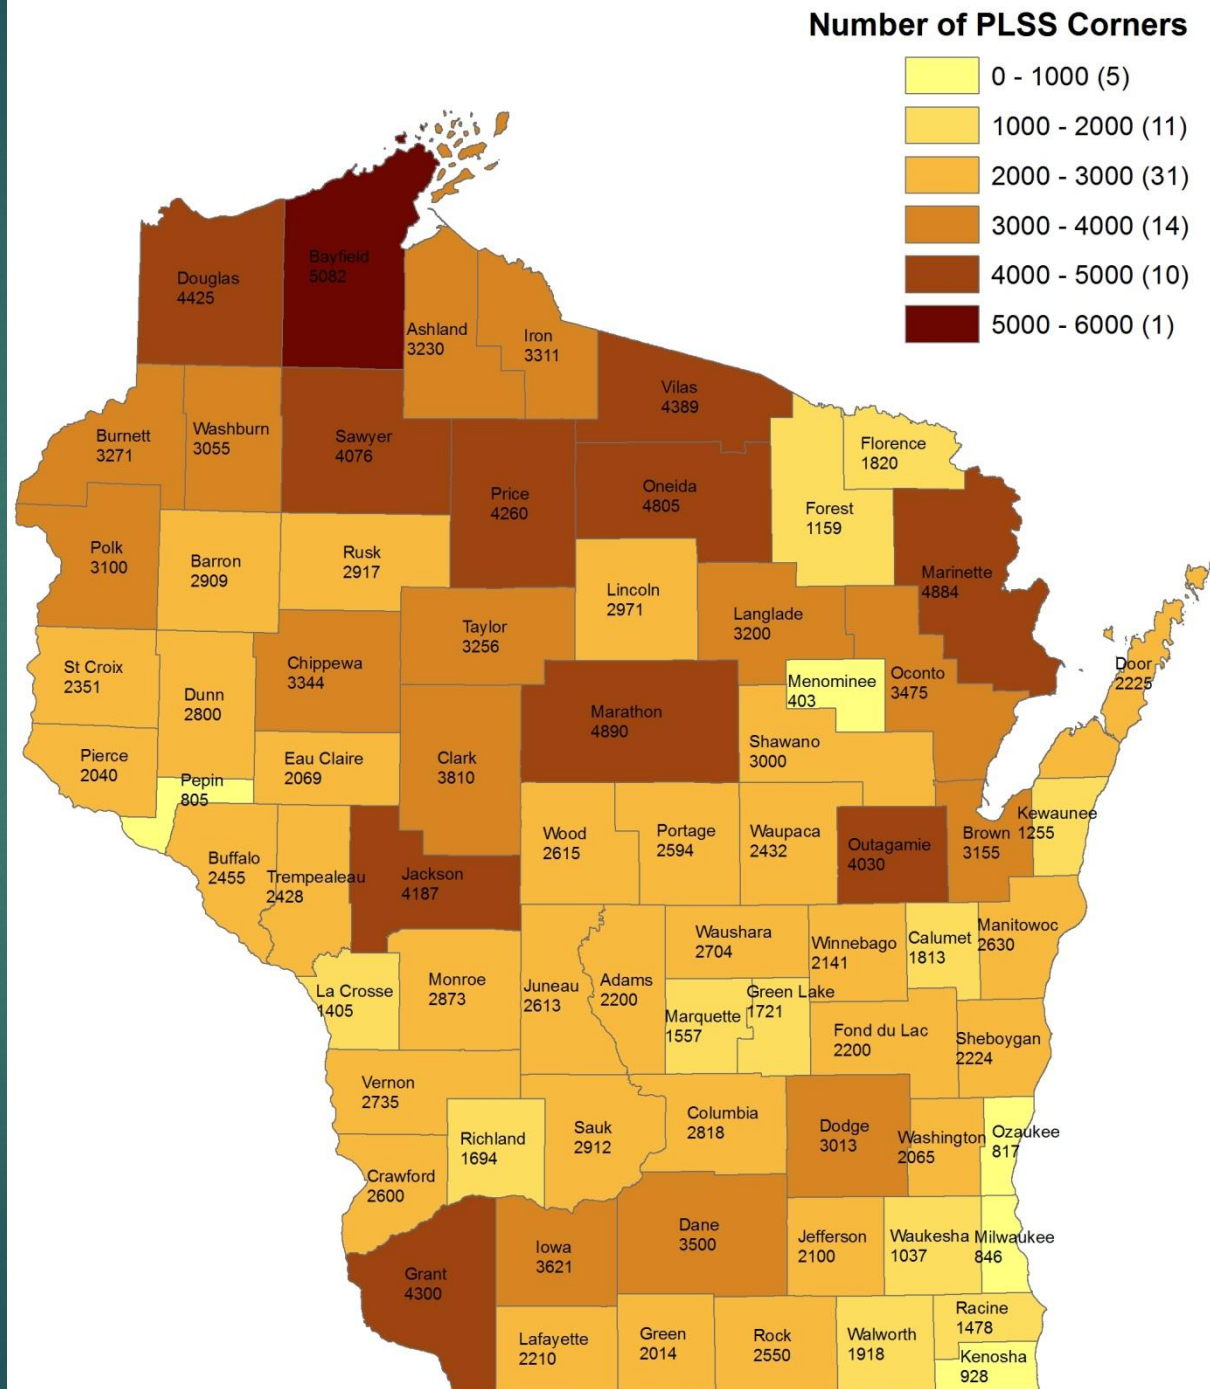 Number of PLSS Corners
0 - 1000 (5)
1000 - 2000 (11)
2000 - 3000 (31)
3000 - 4000 (14)
4000 - 5000 (10)
5000 - 6000 (1)
Bayfield
5082
Douglas
4425
Ashland
3230
Iron
3311
Vilas
4389
Burnett
3271
Washburn
3055
Sawyer
4076
Price
4260
Oneida
4805
Florence
1820
Forest
1159
Marinette
4884
Polk
3100
Barron
2909
Rusk
2917
Lincoln
2971
Langlade
3200
Taylor
3256
St Croix
2351
Dunn
2800
Chippewa
3344
Menominee
403
Oconto
3475
Door
2225
Marathon
4890
Shawano
3000
Pierce
2040
Eau Claire
2069
Clark
3810
Pepin
805
Wood
2615
Portage
2594
Waupaca
2432
Outagamie
4030
Brown
3155
Kewaunee
1255
Buffalo
2455
Trempealeau
2428
Jackson
4187
Waushara
2704
Winnebago
2141
Calumet
1813
Manitowoc
2630
La Crosse
1405
Monroe
2873
Juneau
2613
Adams
2200
Marquette
1557
Green Lake
1721
Fond du Lac
2200
Sheboygan
2224
Vernon
2735
Richland
1694
Sauk
2912
Columbia
2818
Dodge
3013
Washington
2065
Ozaukee
817
Crawford
2600
Grant
4300
Iowa
3621
Dane
3500
Jefferson
2100
Waukesha
1037
Milwaukee
846
Lafayette
2210
Green
2014
Rock
2550
Walworth
1918
Racine
1478
Kenosha
928